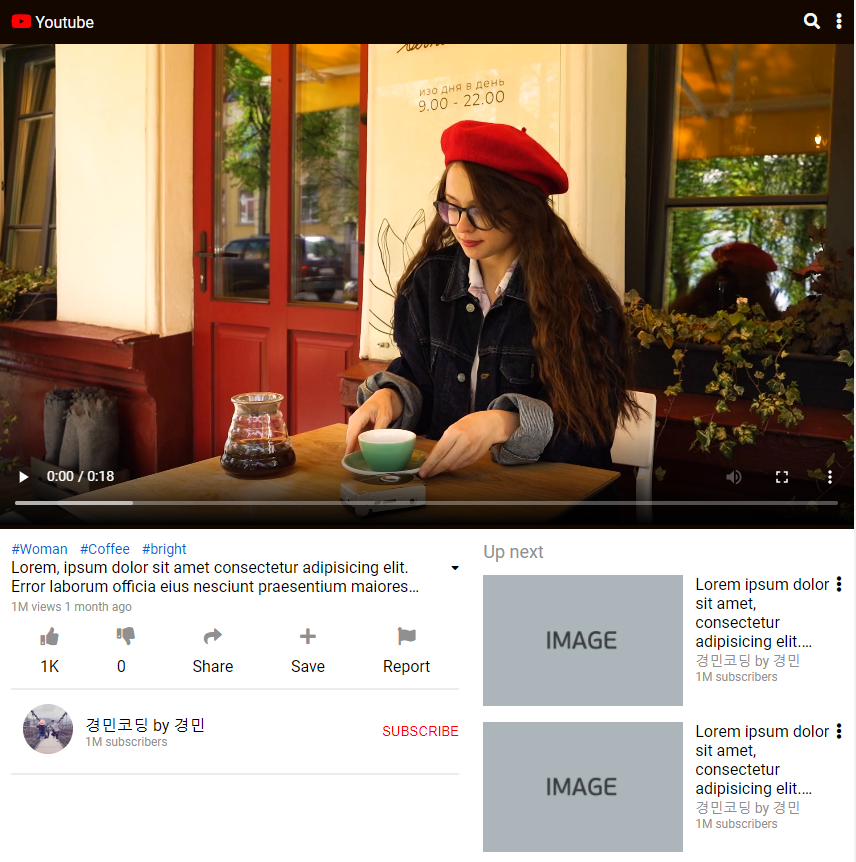 Youtube
изо дня в день
9.00 - 22.00
0:00 / 0:18
#Woman #Coffee #bright
Lorem, ipsum dolor sit amet consectetur adipisicing elit.
Error laborum officia eius nesciunt praesentium maiores...
1M views 1 month ago
1K 0 Share Save Report
경민코딩 by 경민
1M subscribers
SUBSCRIBE
Up next
IMAGE
Lorem ipsum dolor
sit amet,
consectetur
adipisicing elit....
경민코딩 by 경민
1M subscribers
IMAGE
Lorem ipsum dolor
sit amet,
consectetur
adipisicing elit....
경민코딩 by 경민
1M subscribers